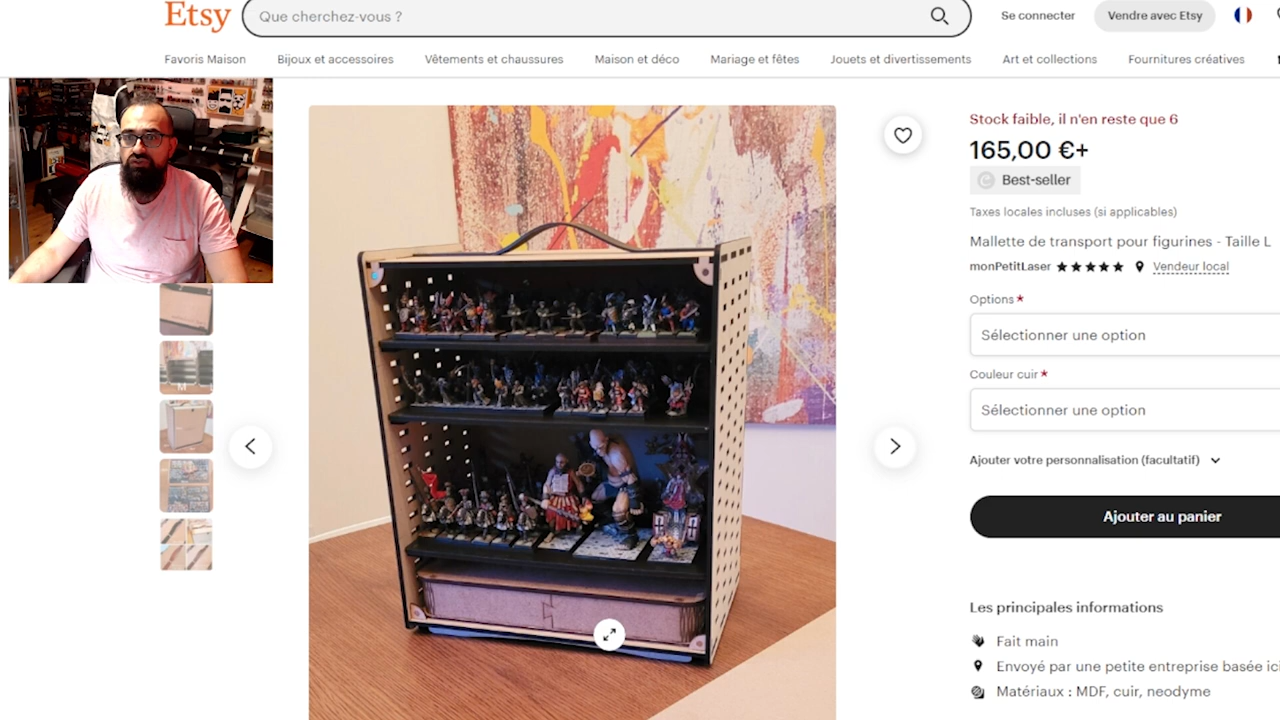 Etsy
Que cherchez-vous ?
Se connecter
Vendre avec Etsy
Favoris Maison
Bijoux et accessoires
Vêtements et chaussures
Maison et déco
Mariage et fêtes
Jouets et divertissements
Art et collections
Fournitures créatives
Stock faible, il n'en reste que 6
165,00 €+
Best-seller
Taxes locales incluses (si applicables)
Mallette de transport pour figurines - Taille L
monPetitLaser ★★★★★ Vendeur local
Options *
Sélectionner une option
Couleur cuir *
Sélectionner une option
Ajouter votre personnalisation (facultatif)
Ajouter au panier
Les principales informations
Fait main
Envoyé par une petite entreprise basée ici
Matériaux : MDF, cuir, neodyme
M